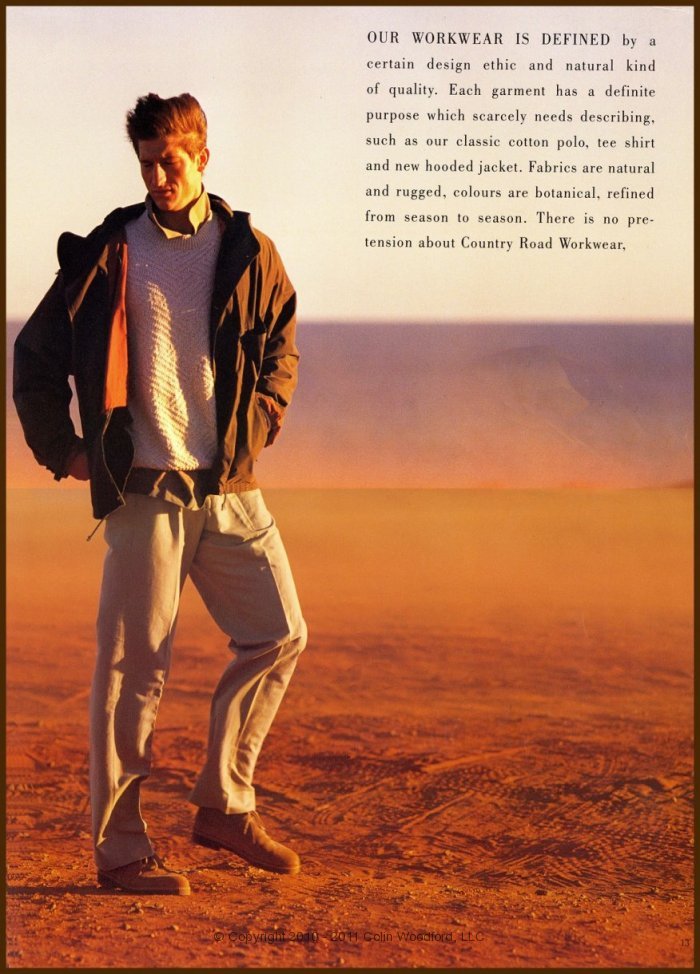 OUR WORKWEAR IS DEFINED by a
certain design ethic and natural kind
of quality. Each garment has a definite
purpose which scarcely needs describing,
such as our classic cotton polo, tee shirt
and new hooded jacket. Fabrics are natural
and rugged, colours are botanical, refined
from season to season. There is no pre-
tension about Country Road Workwear,
© Copyright 2010 - 2011 Colin Woodford, LLC